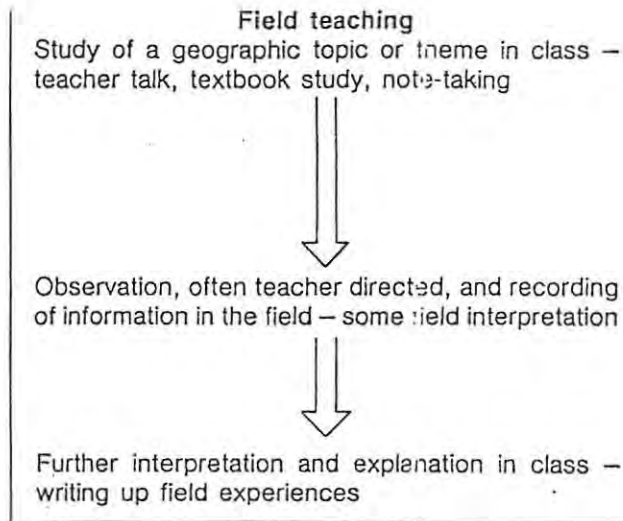 Field teaching
Study of a geographic topic or theme in class –
teacher talk, textbook study, note-taking
Observation, often teacher directed, and recording
of information in the field – some field interpretation
Further interpretation and explanation in class –
writing up field experiences